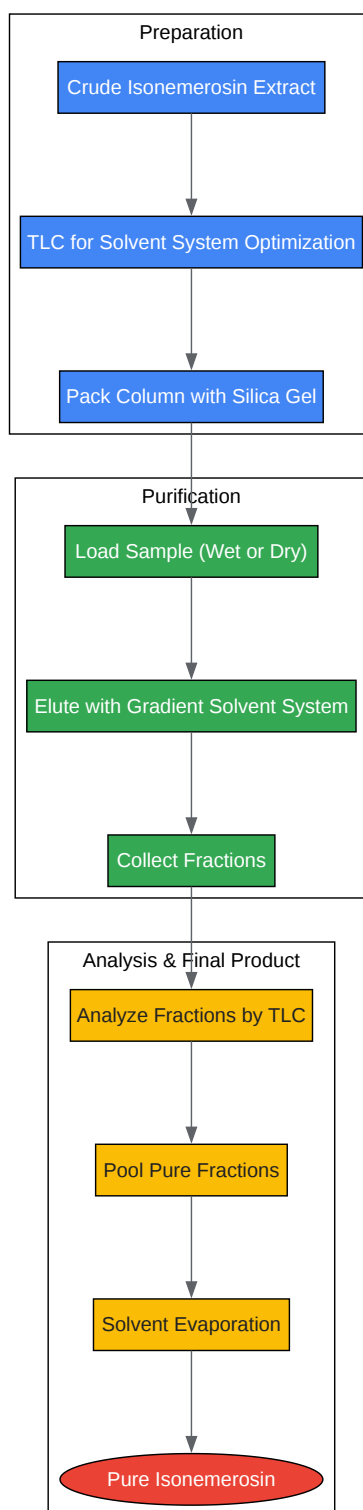 Preparation
Crude Isonemerosin Extract
TLC for Solvent System Optimization
Pack Column with Silica Gel
Purification
Load Sample (Wet or Dry)
Elute with Gradient Solvent System
Collect Fractions
Analysis & Final Product
Analyze Fractions by TLC
Pool Pure Fractions
Solvent Evaporation
Pure Isonemerosin